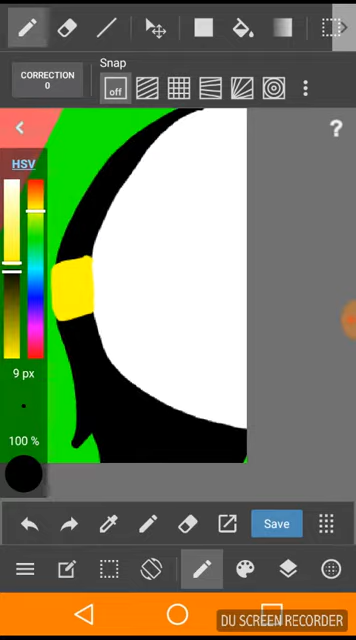 CORRECTION
0
Snap
off
?
HSV
9 px
100 %
Save
DU SCREEN RECORDER